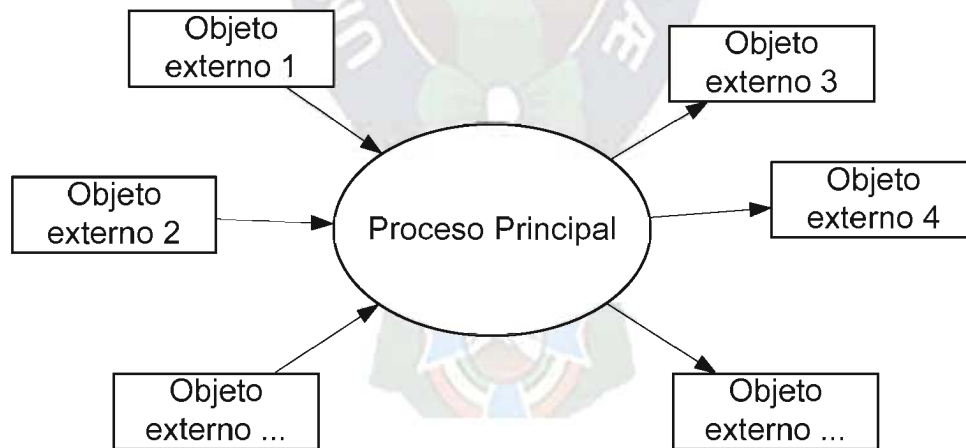 Objeto
externo 1
Objeto
externo 3
Objeto
externo 2
Proceso Principal
Objeto
externo 4
Objeto
externo ...
Objeto
externo ...